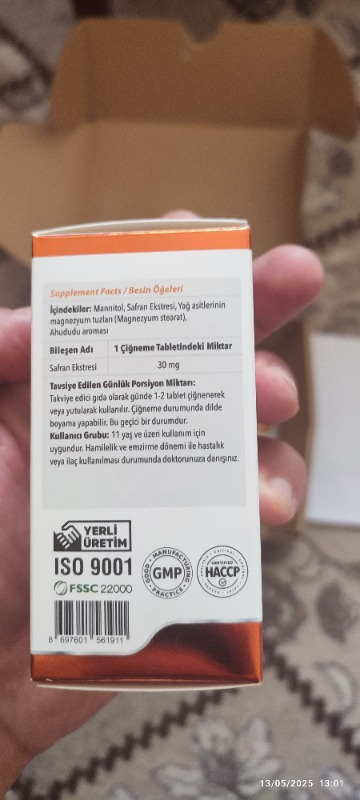 Supplement Facts / Besin Öğeleri
İçindekiler: Mannitol, Safran Ekstresi, Yağ asitlerinin
magnezyum tuzları (Magnezyum stearat),
Ahududu aroması
Bileşen Adı 1 Çiğneme Tabletindeki Miktar
Safran Ekstresi 30 mg
Tavsiye Edilen Günlük Porsiyon Miktarı:
Takviye edici gıda olarak günde 1-2 tablet çiğnenerek
veya yutularak kullanılır. Çiğneme durumunda dilde
boyama yapabilir. Bu geçici bir durumdur.
Kullanıcı Grubu: 11 yaş ve üzeri kullanım için
uygundur. Hamilelik ve emzirme dönemi ile hastalık
veya ilaç kullanılması durumunda doktorunuza danışınız.
YERLİ
ÜRETİM
ISO 9001
FSSC 22000
GOOD MANUFACTURING
GMP
PRACTICE
CERTIFIED
HACCP
8 697601 561911
13/05/2025 13:01